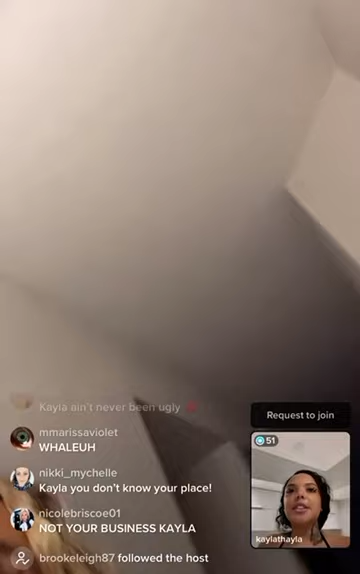 Kayla ain't never been ugly
mmarissaviolet
WHALEUH
nikki_mychelle
Kayla you don't know your place!
nicolebriscoe01
NOT YOUR BUSINESS KAYLA
brookeleigh87 followed the host
Request to join
51
kaylathayla